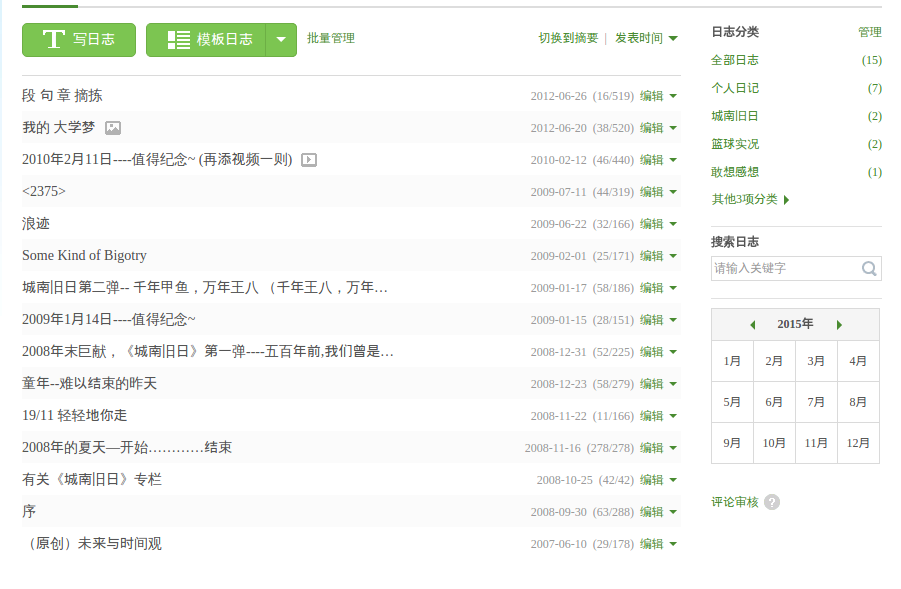 写日志 模板日志 批量管理 切换到摘要 | 发表时间
段 句 章 摘拣 2012-06-26 (16/519) 编辑
我的 大学梦 2012-06-20 (38/520) 编辑
2010年2月11日----值得纪念~ (再添视频一则) 2010-02-12 (46/440) 编辑
<2375> 2009-07-11 (44/319) 编辑
浪迹 2009-06-22 (32/166) 编辑
Some Kind of Bigotry 2009-02-01 (25/171) 编辑
城南旧日第二弹-- 千年甲鱼，万年王八 （千年王八，万年… 2009-01-17 (58/186) 编辑
2009年1月14日----值得纪念~ 2009-01-15 (28/151) 编辑
2008年末巨献，《城南旧日》第一弹----五百年前,我们曾是… 2008-12-31 (52/225) 编辑
童年--难以结束的昨天 2008-12-23 (58/279) 编辑
19/11 轻轻地你走 2008-11-22 (11/166) 编辑
2008年的夏天—开始…………结束 2008-11-16 (278/278) 编辑
有关《城南旧日》专栏 2008-10-25 (42/42) 编辑
序 2008-09-30 (63/288) 编辑
（原创）未来与时间观 2007-06-10 (29/178) 编辑
日志分类 管理
全部日志 (15)
个人日记 (7)
城南旧日 (2)
篮球实况 (2)
敢想感想 (1)
其他3项分类
搜索日志
请输入关键字
2015年
1月 2月 3月 4月
5月 6月 7月 8月
9月 10月 11月 12月
评论审核 ?